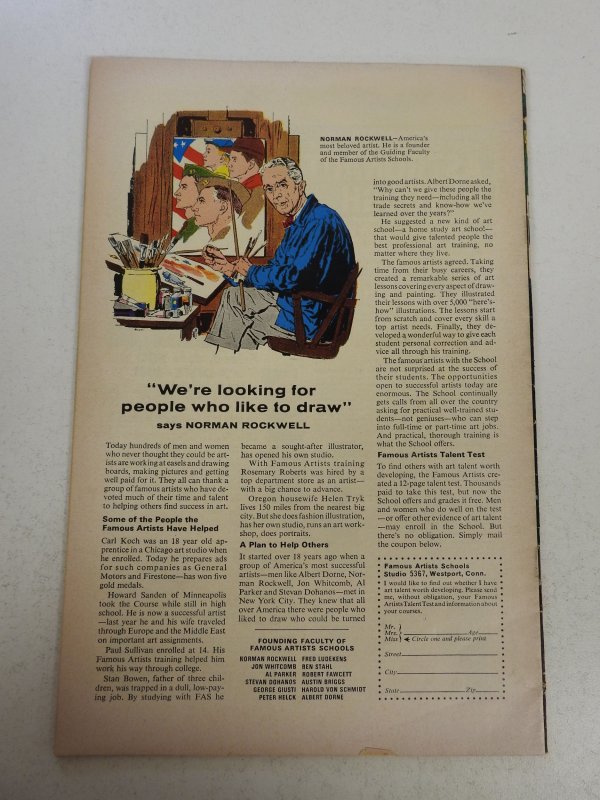 NORMAN ROCKWELL—America's
most beloved artist. He is a founder
and member of the Guiding Faculty
of the Famous Artists Schools.
"We're looking for
people who like to draw"
says NORMAN ROCKWELL
Today hundreds of men and women
who never thought they could be art-
ists are working at easels and drawing
boards, making pictures and getting
well paid for it. They all can thank a
group of famous artists who have de-
voted much of their time and talent
to helping others find success in art.
Some of the People the
Famous Artists Have Helped
Carl Koch was an 18 year old ap-
prentice in a Chicago art studio when
he enrolled. Today he prepares ads
for such companies as General
Motors and Firestone—has won five
gold medals.
Howard Sanden of Minneapolis
took the Course while still in high
school. He is now a successful artist
—last year he and his wife traveled
through Europe and the Middle East
on important art assignments.
Paul Sullivan enrolled at 14. His
Famous Artists training helped him
work his way through college.
Stan Bowen, father of three chil-
dren, was trapped in a dull, low-pay-
ing job. By studying with FAS he
became a sought-after illustrator,
has opened his own studio.
With Famous Artists training
Rosemary Roberts was hired by a
top department store as an artist—
with a big chance to advance.
Oregon housewife Helen Tryk
lives 150 miles from the nearest big
city. But she does fashion illustration,
has her own studio, runs an art work-
shop, does portraits.
A Plan to Help Others
It started over 18 years ago when a
group of America's most successful
artists—men like Albert Dorne, Nor-
man Rockwell, Jon Whitcomb, Al
Parker and Stevan Dohanos—met in
New York City. They knew that all
over America there were people who
liked to draw who could be turned
into good artists. Albert Dorne asked,
"Why can't we give these people the
training they need—including all the
trade secrets and know-how we've
learned over the years?"
He suggested a new kind of art
school—a home study art school—
that would give talented people the
best professional art training, no
matter where they live.
The famous artists agreed. Taking
time from their busy careers, they
created a remarkable series of art
lessons covering every aspect of draw-
ing and painting. They illustrated
their lessons with over 5,000 "here's-
how" illustrations. The lessons start
from scratch and cover every skill a
top artist needs. Finally, they de-
veloped a wonderful way to give each
student personal correction and ad-
vice all through his training.
The famous artists with the School
are not surprised at the success of
their students. The opportunities
open to successful artists today are
enormous. The School continually
gets calls from all over the country
asking for practical well-trained stu-
dents—not geniuses—who can step
into full-time or part-time art jobs.
And practical, thorough training is
what the School offers.
Famous Artists Talent Test
To find others with art talent worth
developing, the Famous Artists cre-
ated a 12-page talent test. Thousands
paid to take this test, but now the
School offers and grades it free. Men
and women who do well on the test
—or offer other evidence of art talent
—may enroll in the School. But
there's no obligation. Simply mail
the coupon below.
FOUNDING FACULTY OF
FAMOUS ARTISTS SCHOOLS
NORMAN ROCKWELL FRED LUDEKENS
JON WHITCOMB BEN STAHL
AL PARKER ROBERT FAWCETT
STEVAN DOHANOS AUSTIN BRIGGS
GEORGE GIUSTI HAROLD VON SCHMIDT
PETER HELCK ALBERT DORNE
Famous Artists Schools
Studio 5367, Westport, Conn.
I would like to find out whether I have
art talent worth developing. Please send
me, without obligation, your Famous
Artists Talent Test and information about
your courses.
Mr.
Mrs. Age
Miss Circle one and please print
Street
City
State Zip